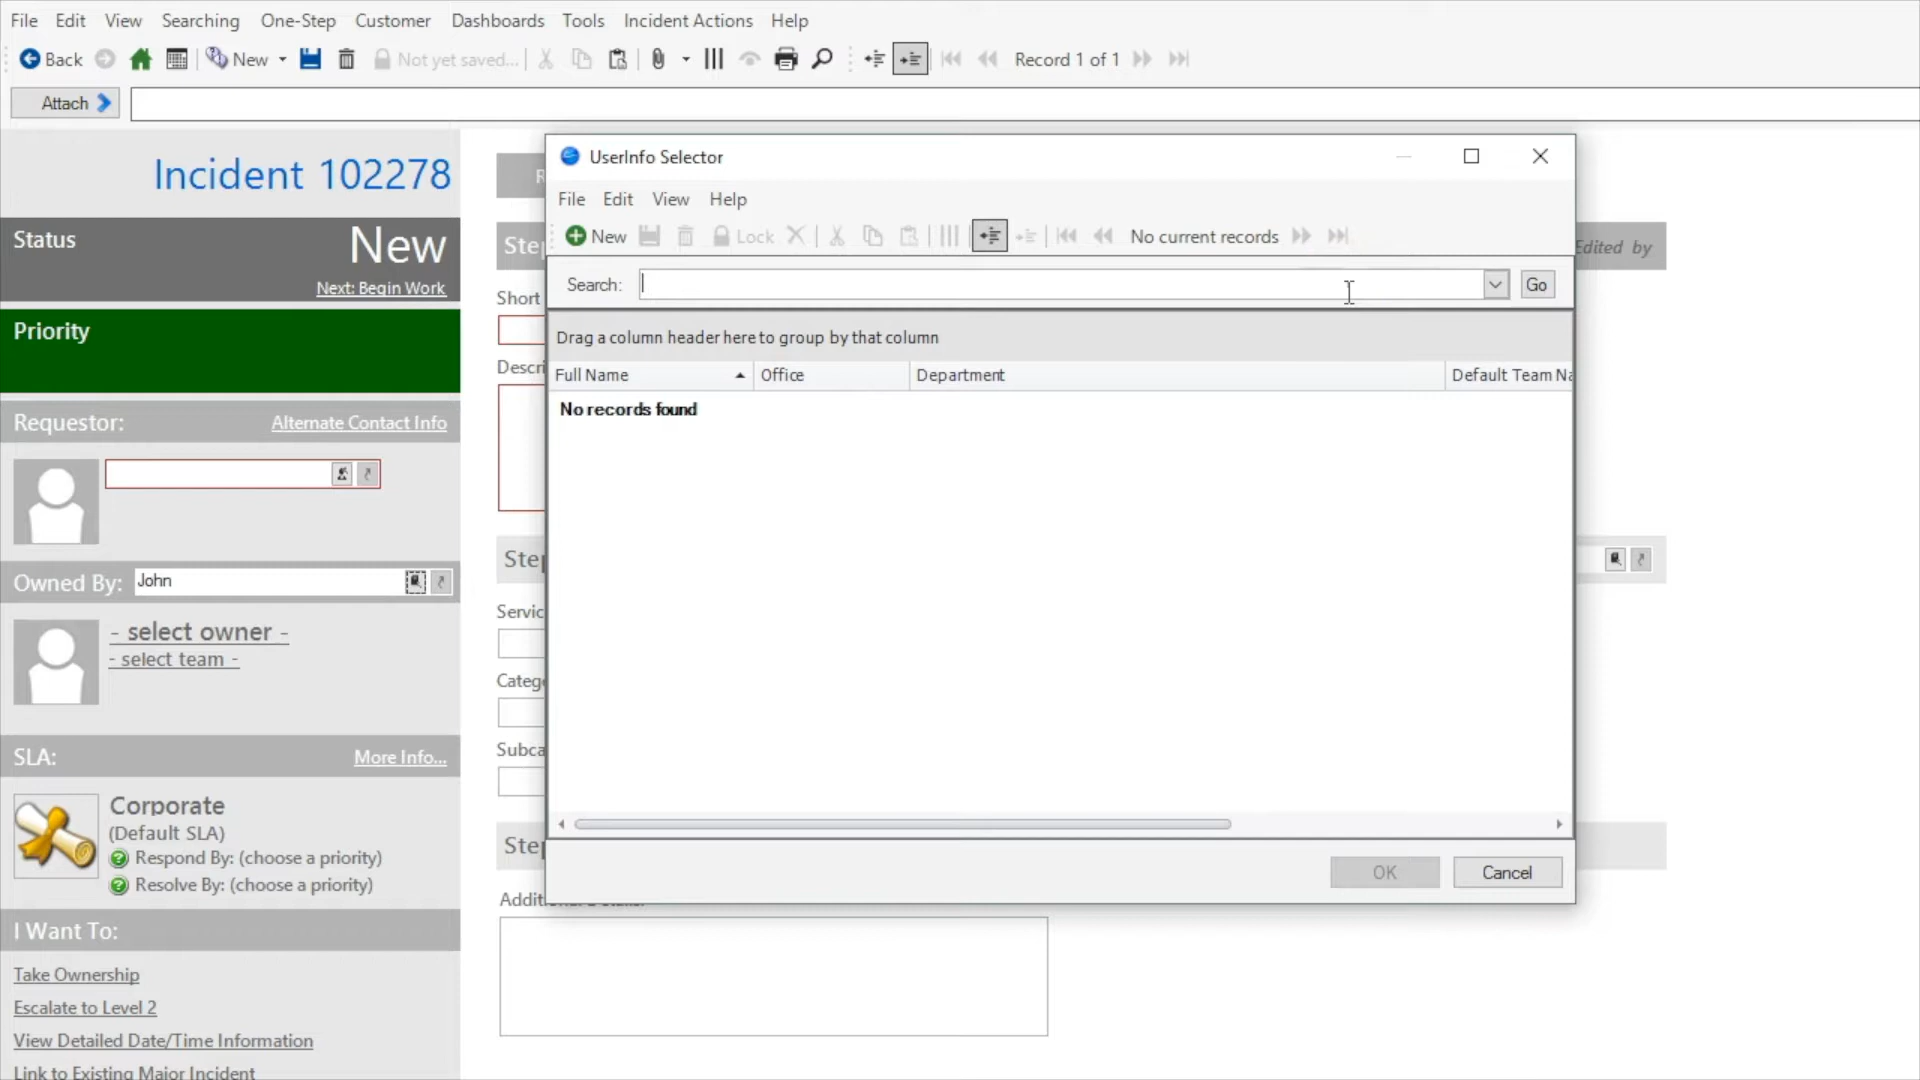 File Edit View Searching One-Step Customer Dashboards Tools Incident Actions Help
Back New Not yet saved... Record 1 of 1
Attach
Incident 102278
Status New
Next: Begin Work
Priority
Requestor: Alternate Contact Info
Owned By: John
- select owner -
- select team -
SLA: More Info...
Corporate
(Default SLA)
Respond By: (choose a priority)
Resolve By: (choose a priority)
I Want To:
Take Ownership
Escalate to Level 2
View Detailed Date/Time Information
Link to Existing Major Incident
UserInfo Selector
File Edit View Help
New Lock No current records
Search: Go
Drag a column header here to group by that column
Full Name Office Department Default Team Na
No records found
OK Cancel
Edited by
Short